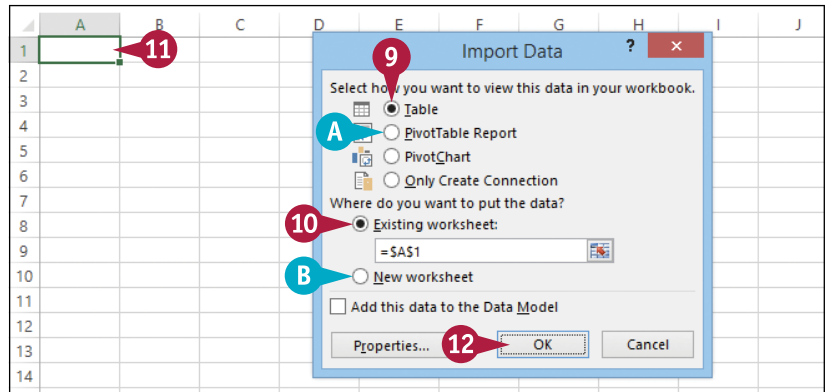 A B C D E F G H I J
1 11 9 Import Data ? ×
2 Select how you want to view this data in your workbook.
3 Table
4 A PivotTable Report
5 PivotChart
6 Only Create Connection
7 Where do you want to put the data?
8 10 Existing worksheet:
9 =$A$1
10 B New worksheet
11 Add this data to the Data Model
12
13 Properties... 12 OK Cancel
14